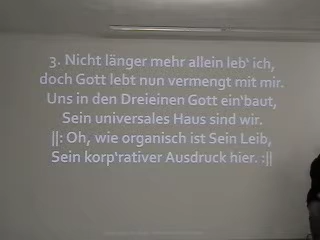 3. Nicht länger mehr allein leb' ich,
doch Gott lebt nun vermengt mit mir.
Uns in den Dreieinen Gott ein'baut,
Sein universales Haus sind wir.
||: Oh, wie organisch ist Sein Leib,
Sein korp'rativer Ausdruck hier. :||